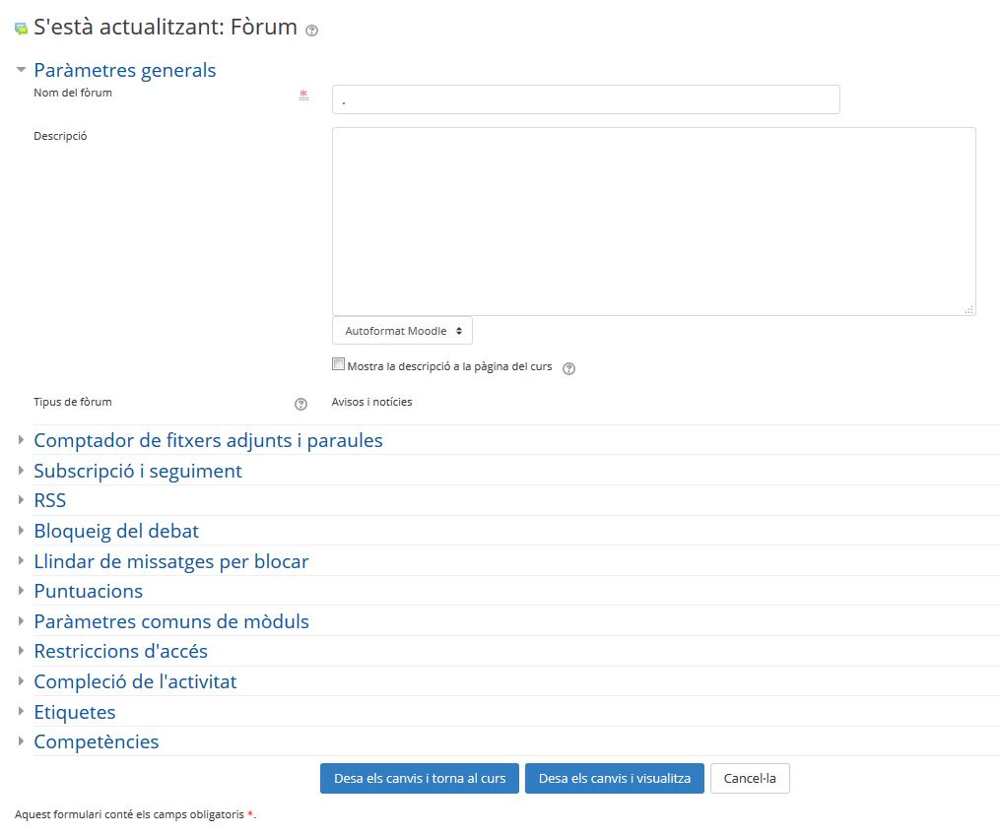 S'està actualitzant: Fòrum
Paràmetres generals
Nom del fòrum *
.
Descripció
Autoformat Moodle
Mostra la descripció a la pàgina del curs
Tipus de fòrum Avisos i notícies
Comptador de fitxers adjunts i paraules
Subscripció i seguiment
RSS
Bloqueig del debat
Llindar de missatges per blocar
Puntuacions
Paràmetres comuns de mòduls
Restriccions d'accés
Compleció de l'activitat
Etiquetes
Competències
Desa els canvis i torna al curs Desa els canvis i visualitza Cancel·la
Aquest formulari conté els camps obligatoris *.